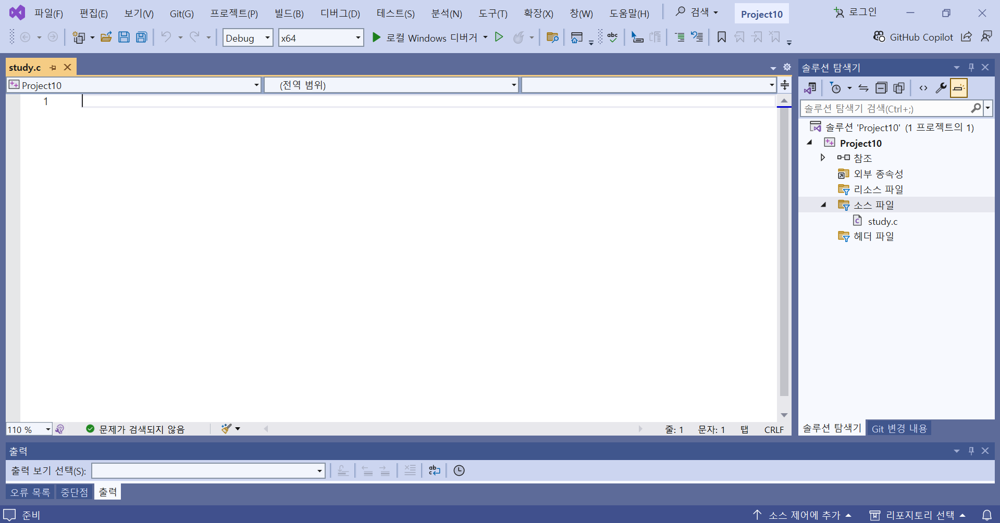 파일(F) 편집(E) 보기(V) Git(G) 프로젝트(P) 빌드(B) 디버그(D) 테스트(S) 분석(N) 도구(T) 확장(X) 창(W) 도움말(H) 검색 Project10 로그인
Debug x64 로컬 Windows 디버거 abc GitHub Copilot
study.c
Project10 (전역 범위)
1
110 % 문제가 검색되지 않음 줄: 1 문자: 1 탭 CRLF
솔루션 탐색기
솔루션 탐색기 검색(Ctrl+;)
솔루션 'Project10' (1 프로젝트의 1)
Project10
참조
외부 종속성
리소스 파일
소스 파일
study.c
헤더 파일
솔루션 탐색기 Git 변경 내용
출력
출력 보기 선택(S):
오류 목록 중단점 출력
준비 소스 제어에 추가 리포지토리 선택